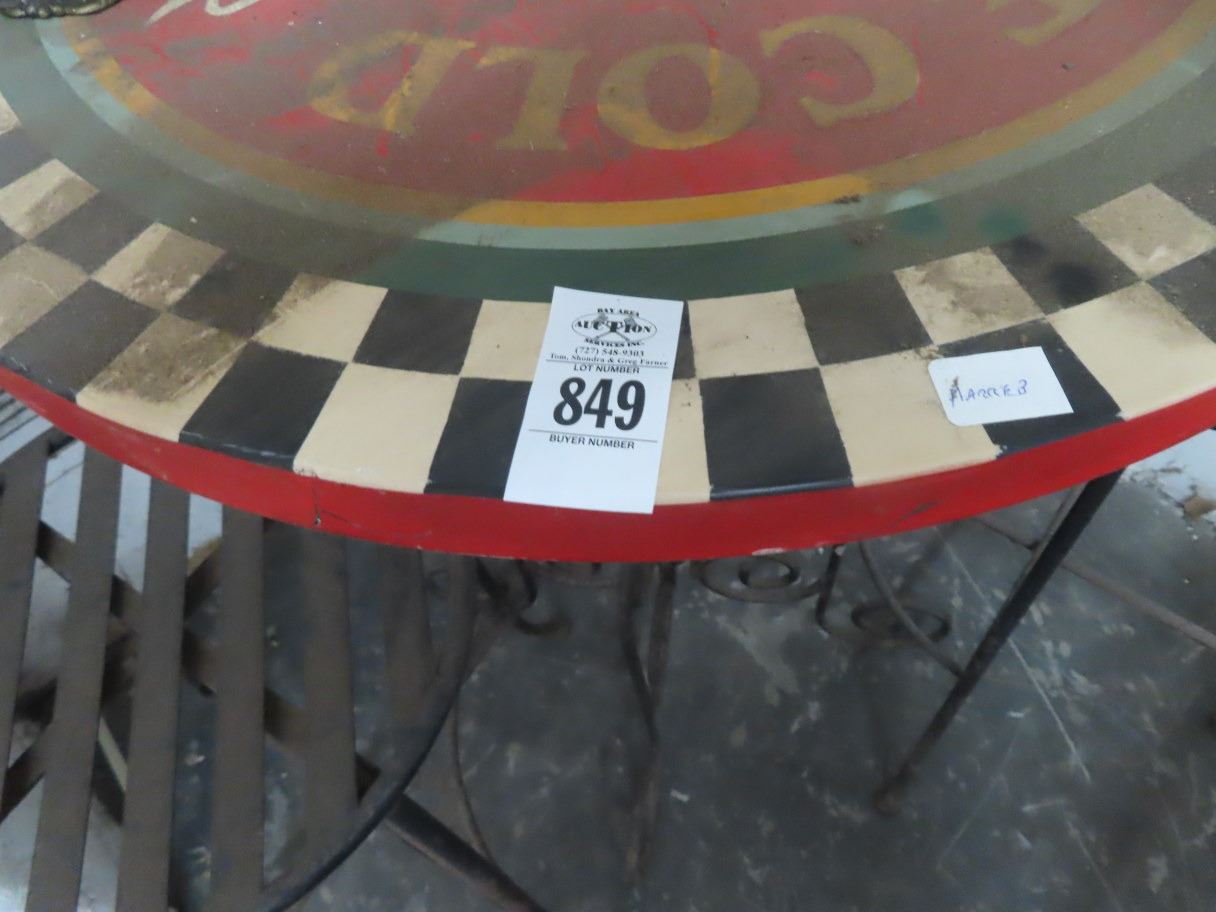 COLD
BAY AREA
AUCTION
SERVICES INC.
(727) 548-9303
Tom, Shondra & Greg Farner
LOT NUMBER
849
BUYER NUMBER